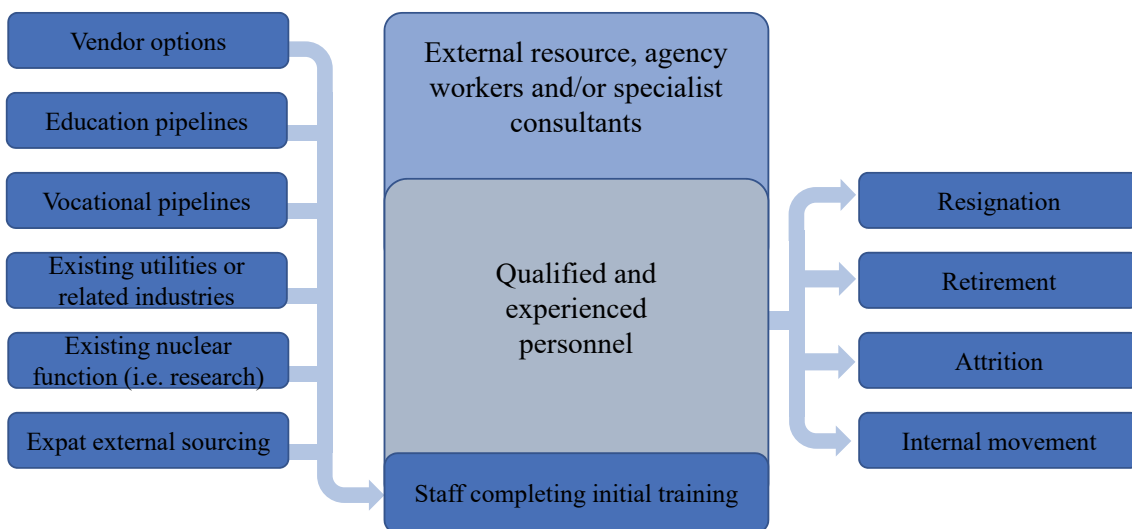 Vendor options
Education pipelines
Vocational pipelines
Existing utilities or
related industries
Existing nuclear
function (i.e. research)
Expat external sourcing
External resource, agency
workers and/or specialist
consultants
Qualified and
experienced
personnel
Staff completing initial training
Resignation
Retirement
Attrition
Internal movement